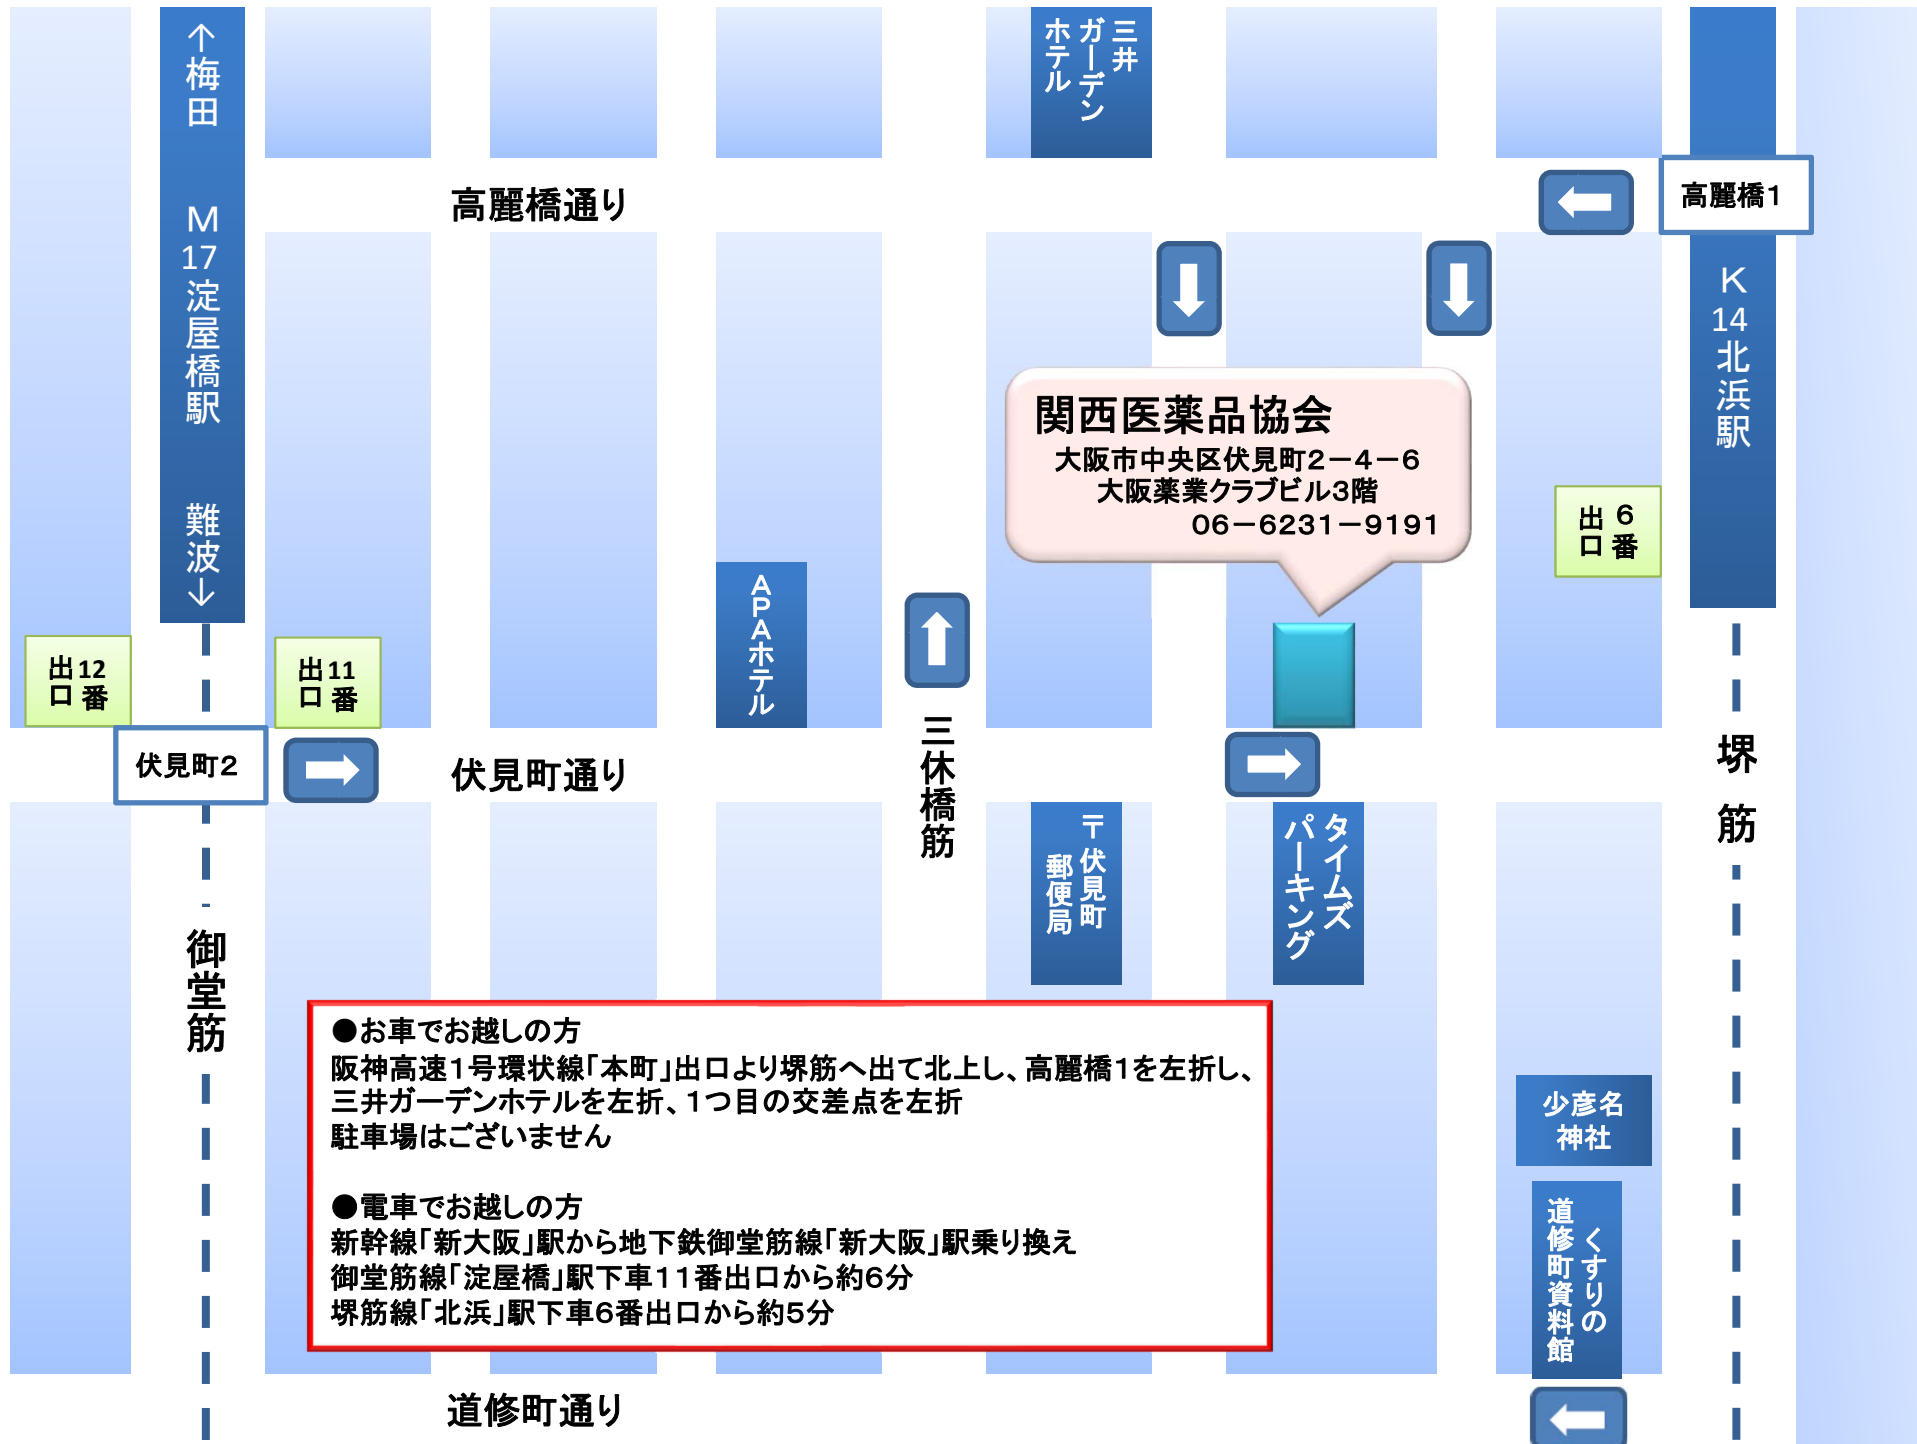 ↑梅田 M17淀屋橋駅 難波↓
三井
ガーデン
ホテル
高麗橋通り
高麗橋1
K14北浜駅
関西医薬品協会
大阪市中央区伏見町2－4－6
大阪薬業クラブビル3階
06－6231－9191
6番
出口
APAホテル
12番
出口
11番
出口
伏見町2
伏見町通り
三休橋筋
堺筋
〒伏見町
郵便局
タイムズ
パーキング
御堂筋
●お車でお越しの方
阪神高速1号環状線「本町」出口より堺筋へ出て北上し、高麗橋1を左折し、
三井ガーデンホテルを左折、1つ目の交差点を左折
駐車場はございません
●電車でお越しの方
新幹線「新大阪」駅から地下鉄御堂筋線「新大阪」駅乗り換え
御堂筋線「淀屋橋」駅下車11番出口から約6分
堺筋線「北浜」駅下車6番出口から約5分
少彦名
神社
くすりの
道修町資料館
道修町通り